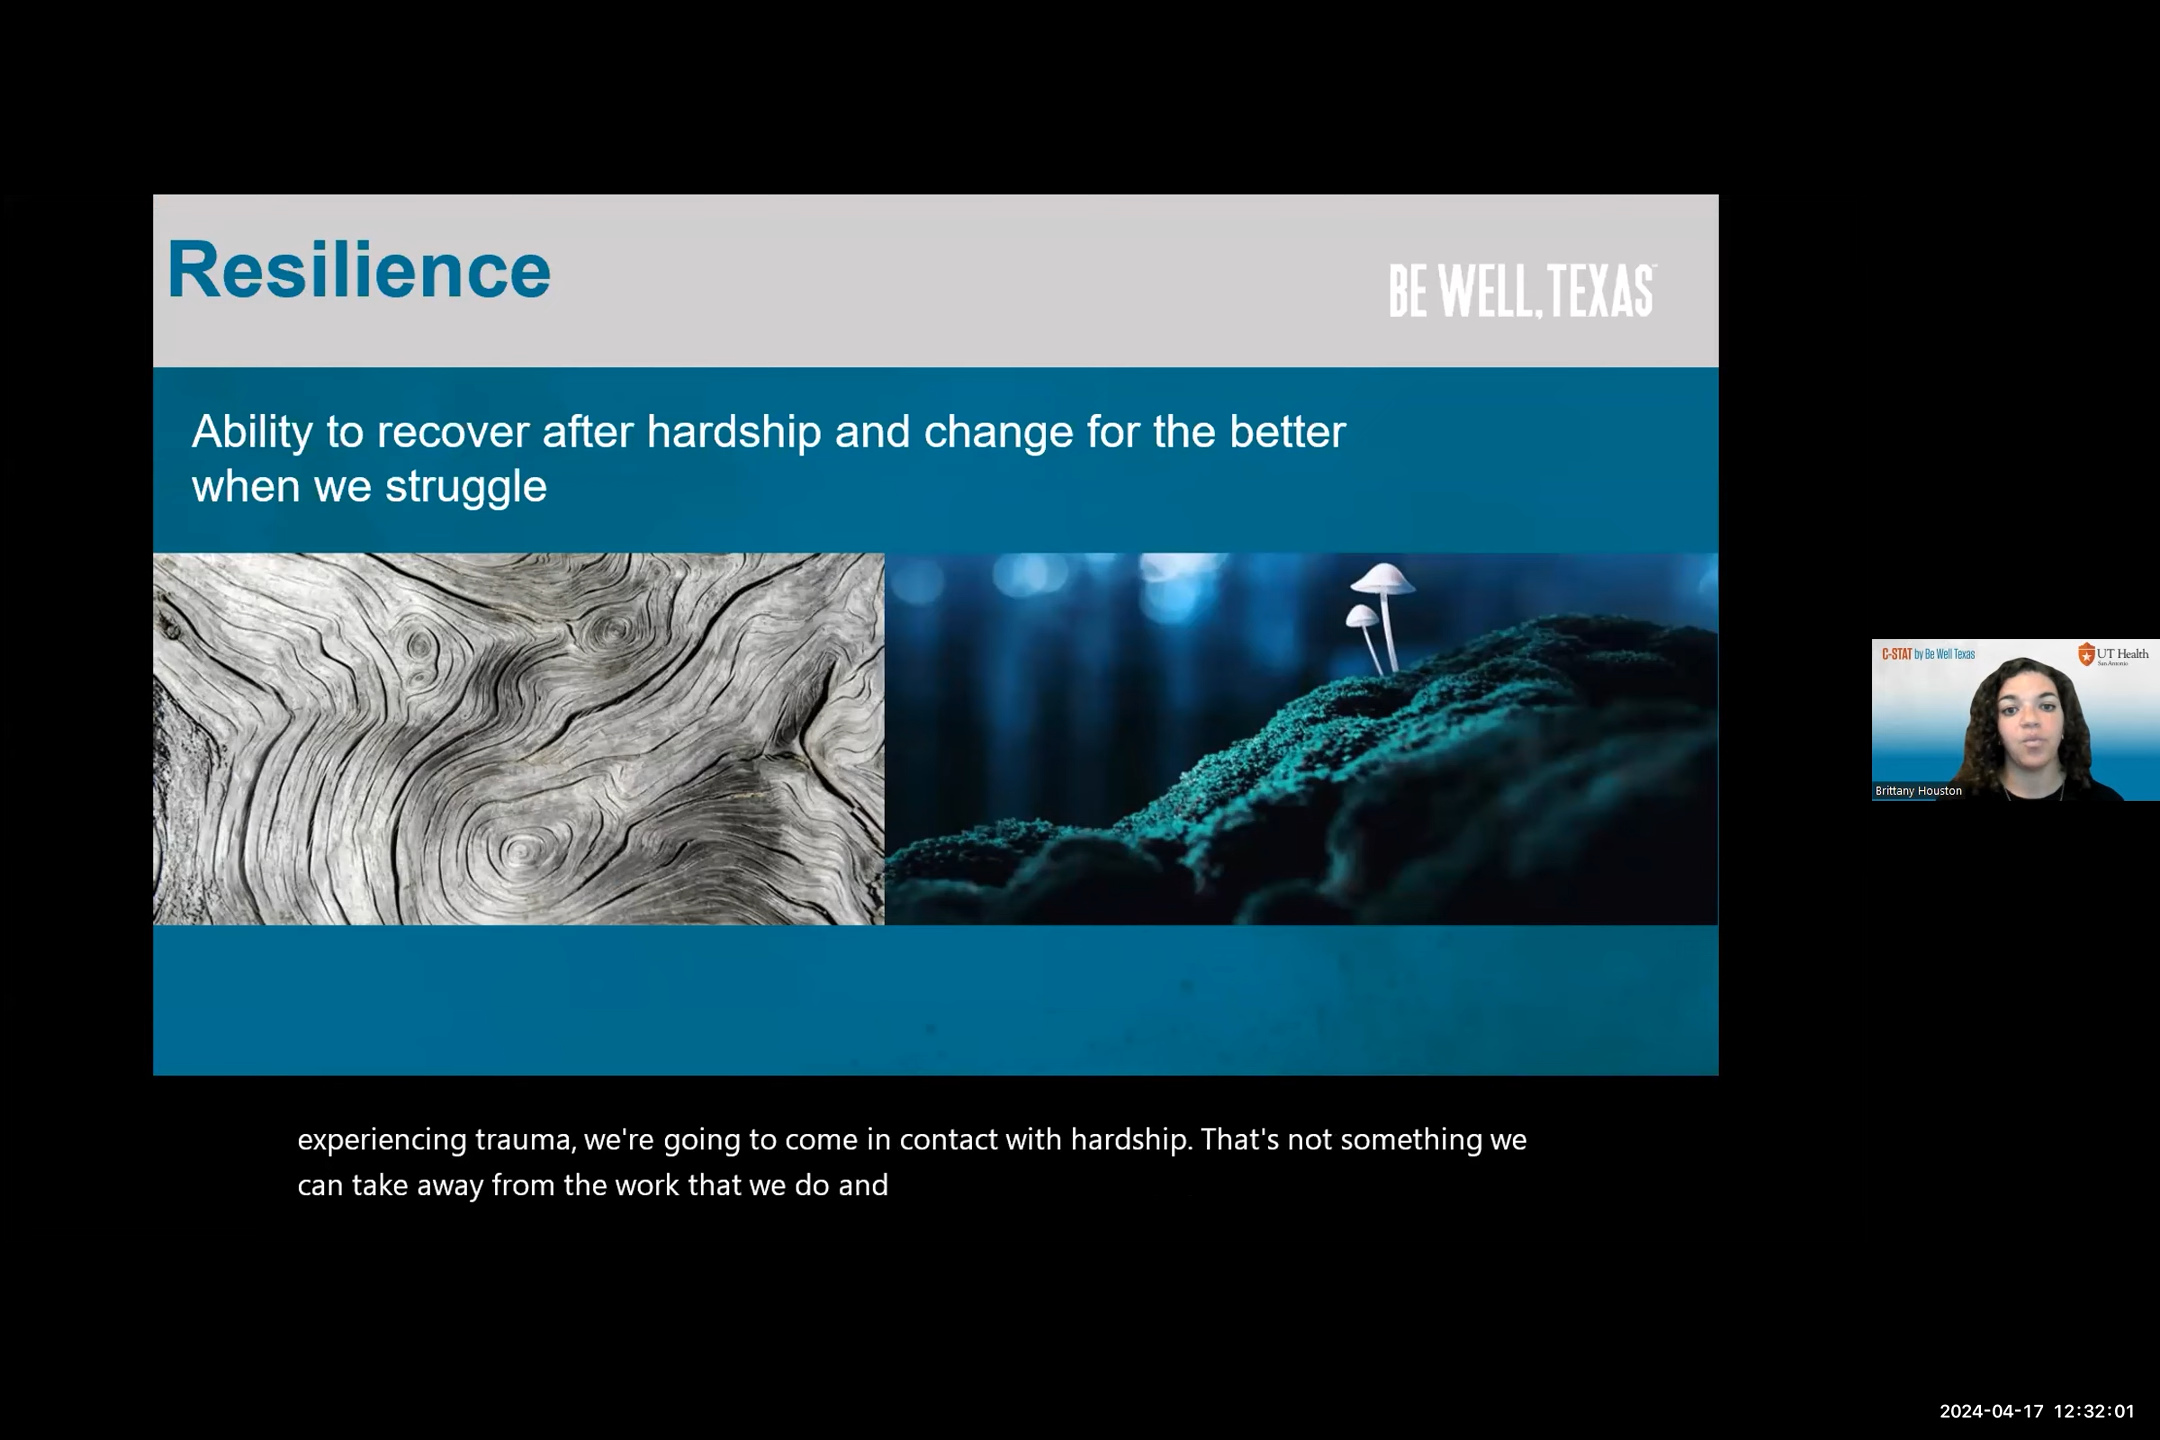 Resilience
BE WELL, TEXAS™
Ability to recover after hardship and change for the better
when we struggle
C-STAT by Be Well Texas
UT Health
San Antonio
Brittany Houston
experiencing trauma, we're going to come in contact with hardship. That's not something we
can take away from the work that we do and
2024-04-17 12:32:01